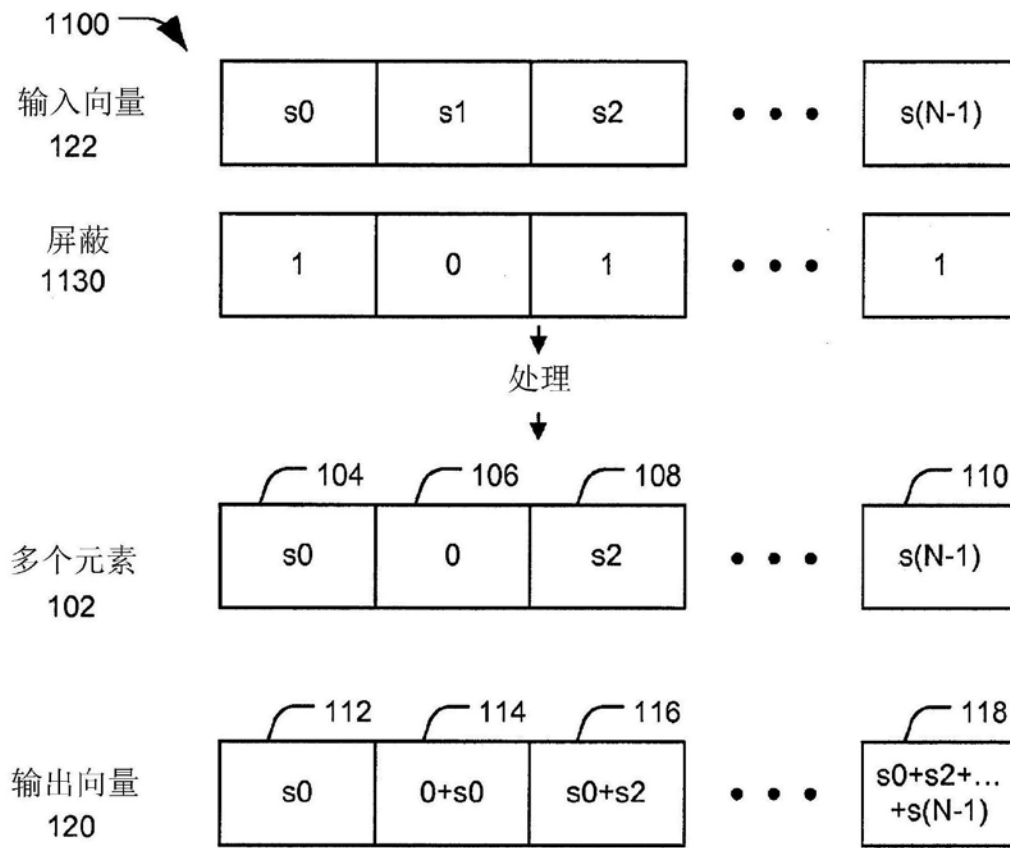 1100
输入向量
122
s0 s1 s2 • • • s(N-1)
屏蔽
1130
1 0 1 • • • 1
处理
104 106 108 110
多个元素
102
s0 0 s2 • • • s(N-1)
112 114 116 118
输出向量
120
s0 0+s0 s0+s2 • • • s0+s2+...
+s(N-1)